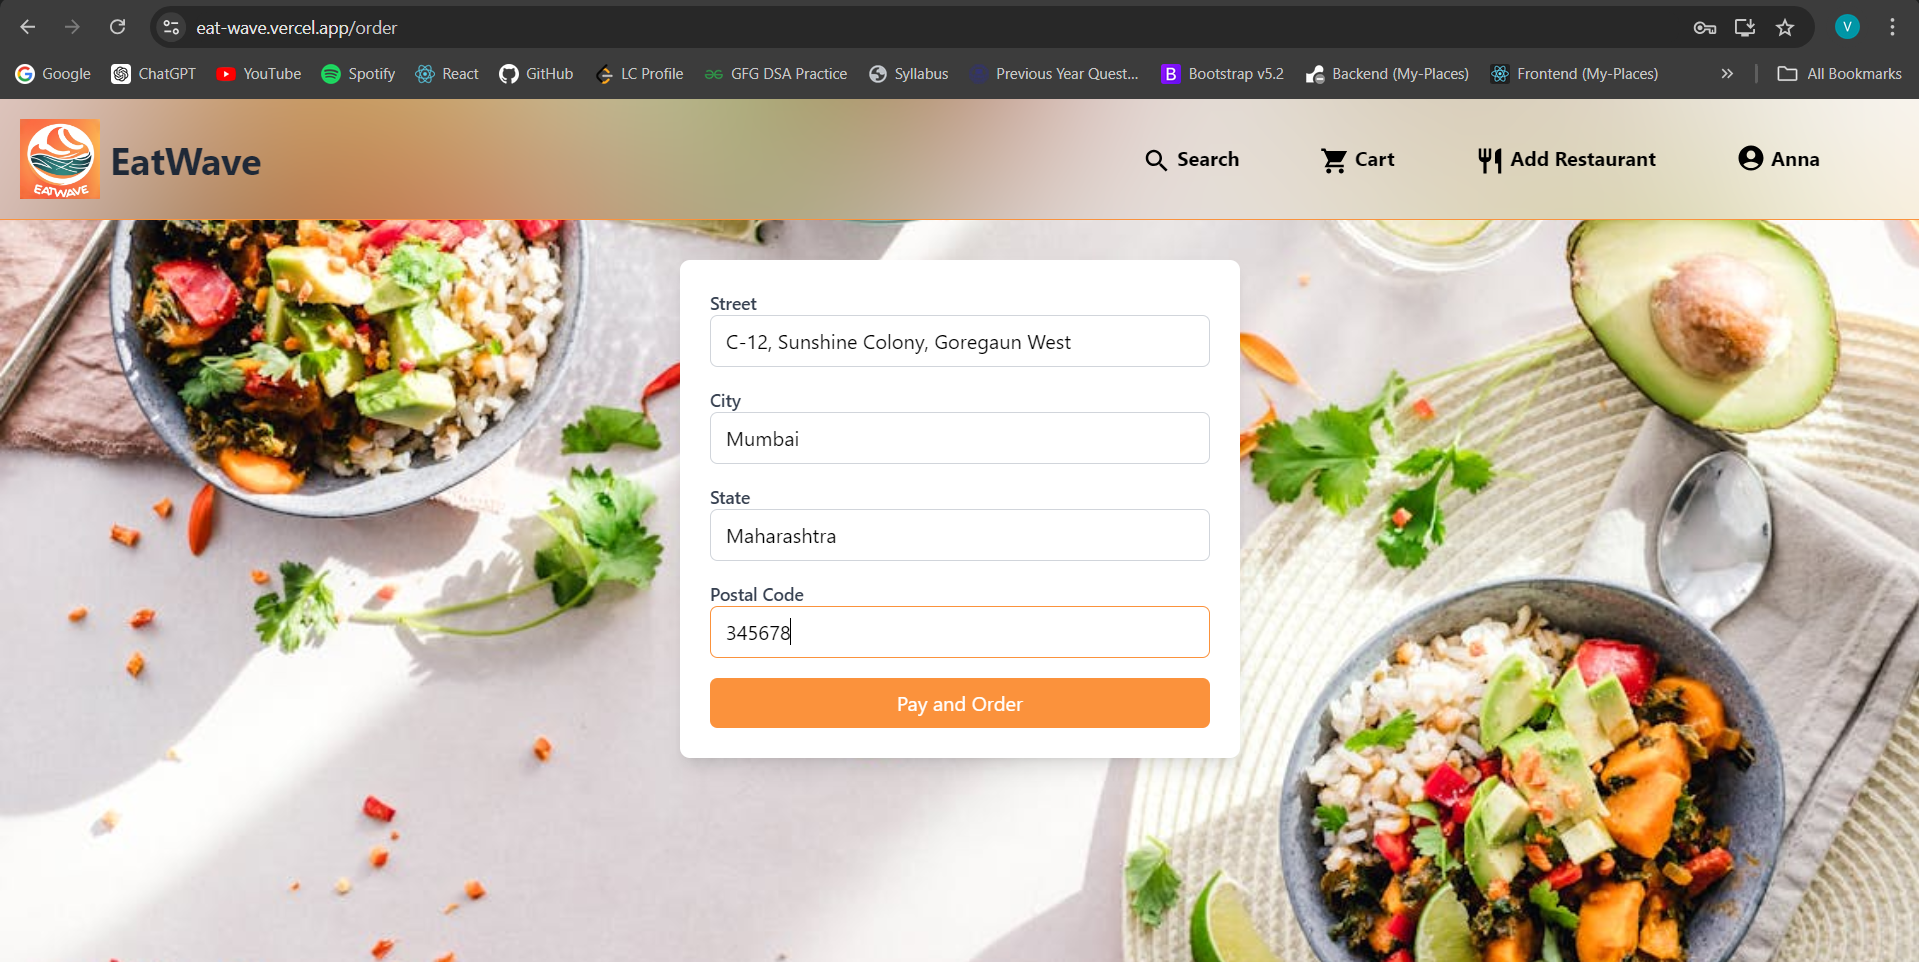 eat-wave.vercel.app/order
V
Google ChatGPT YouTube Spotify React GitHub LC Profile GFG DSA Practice Syllabus Previous Year Quest... B Bootstrap v5.2 Backend (My-Places) Frontend (My-Places) » All Bookmarks
EATWAVE
EatWave
Search Cart Add Restaurant Anna
Street
C-12, Sunshine Colony, Goregaun West
City
Mumbai
State
Maharashtra
Postal Code
345678
Pay and Order